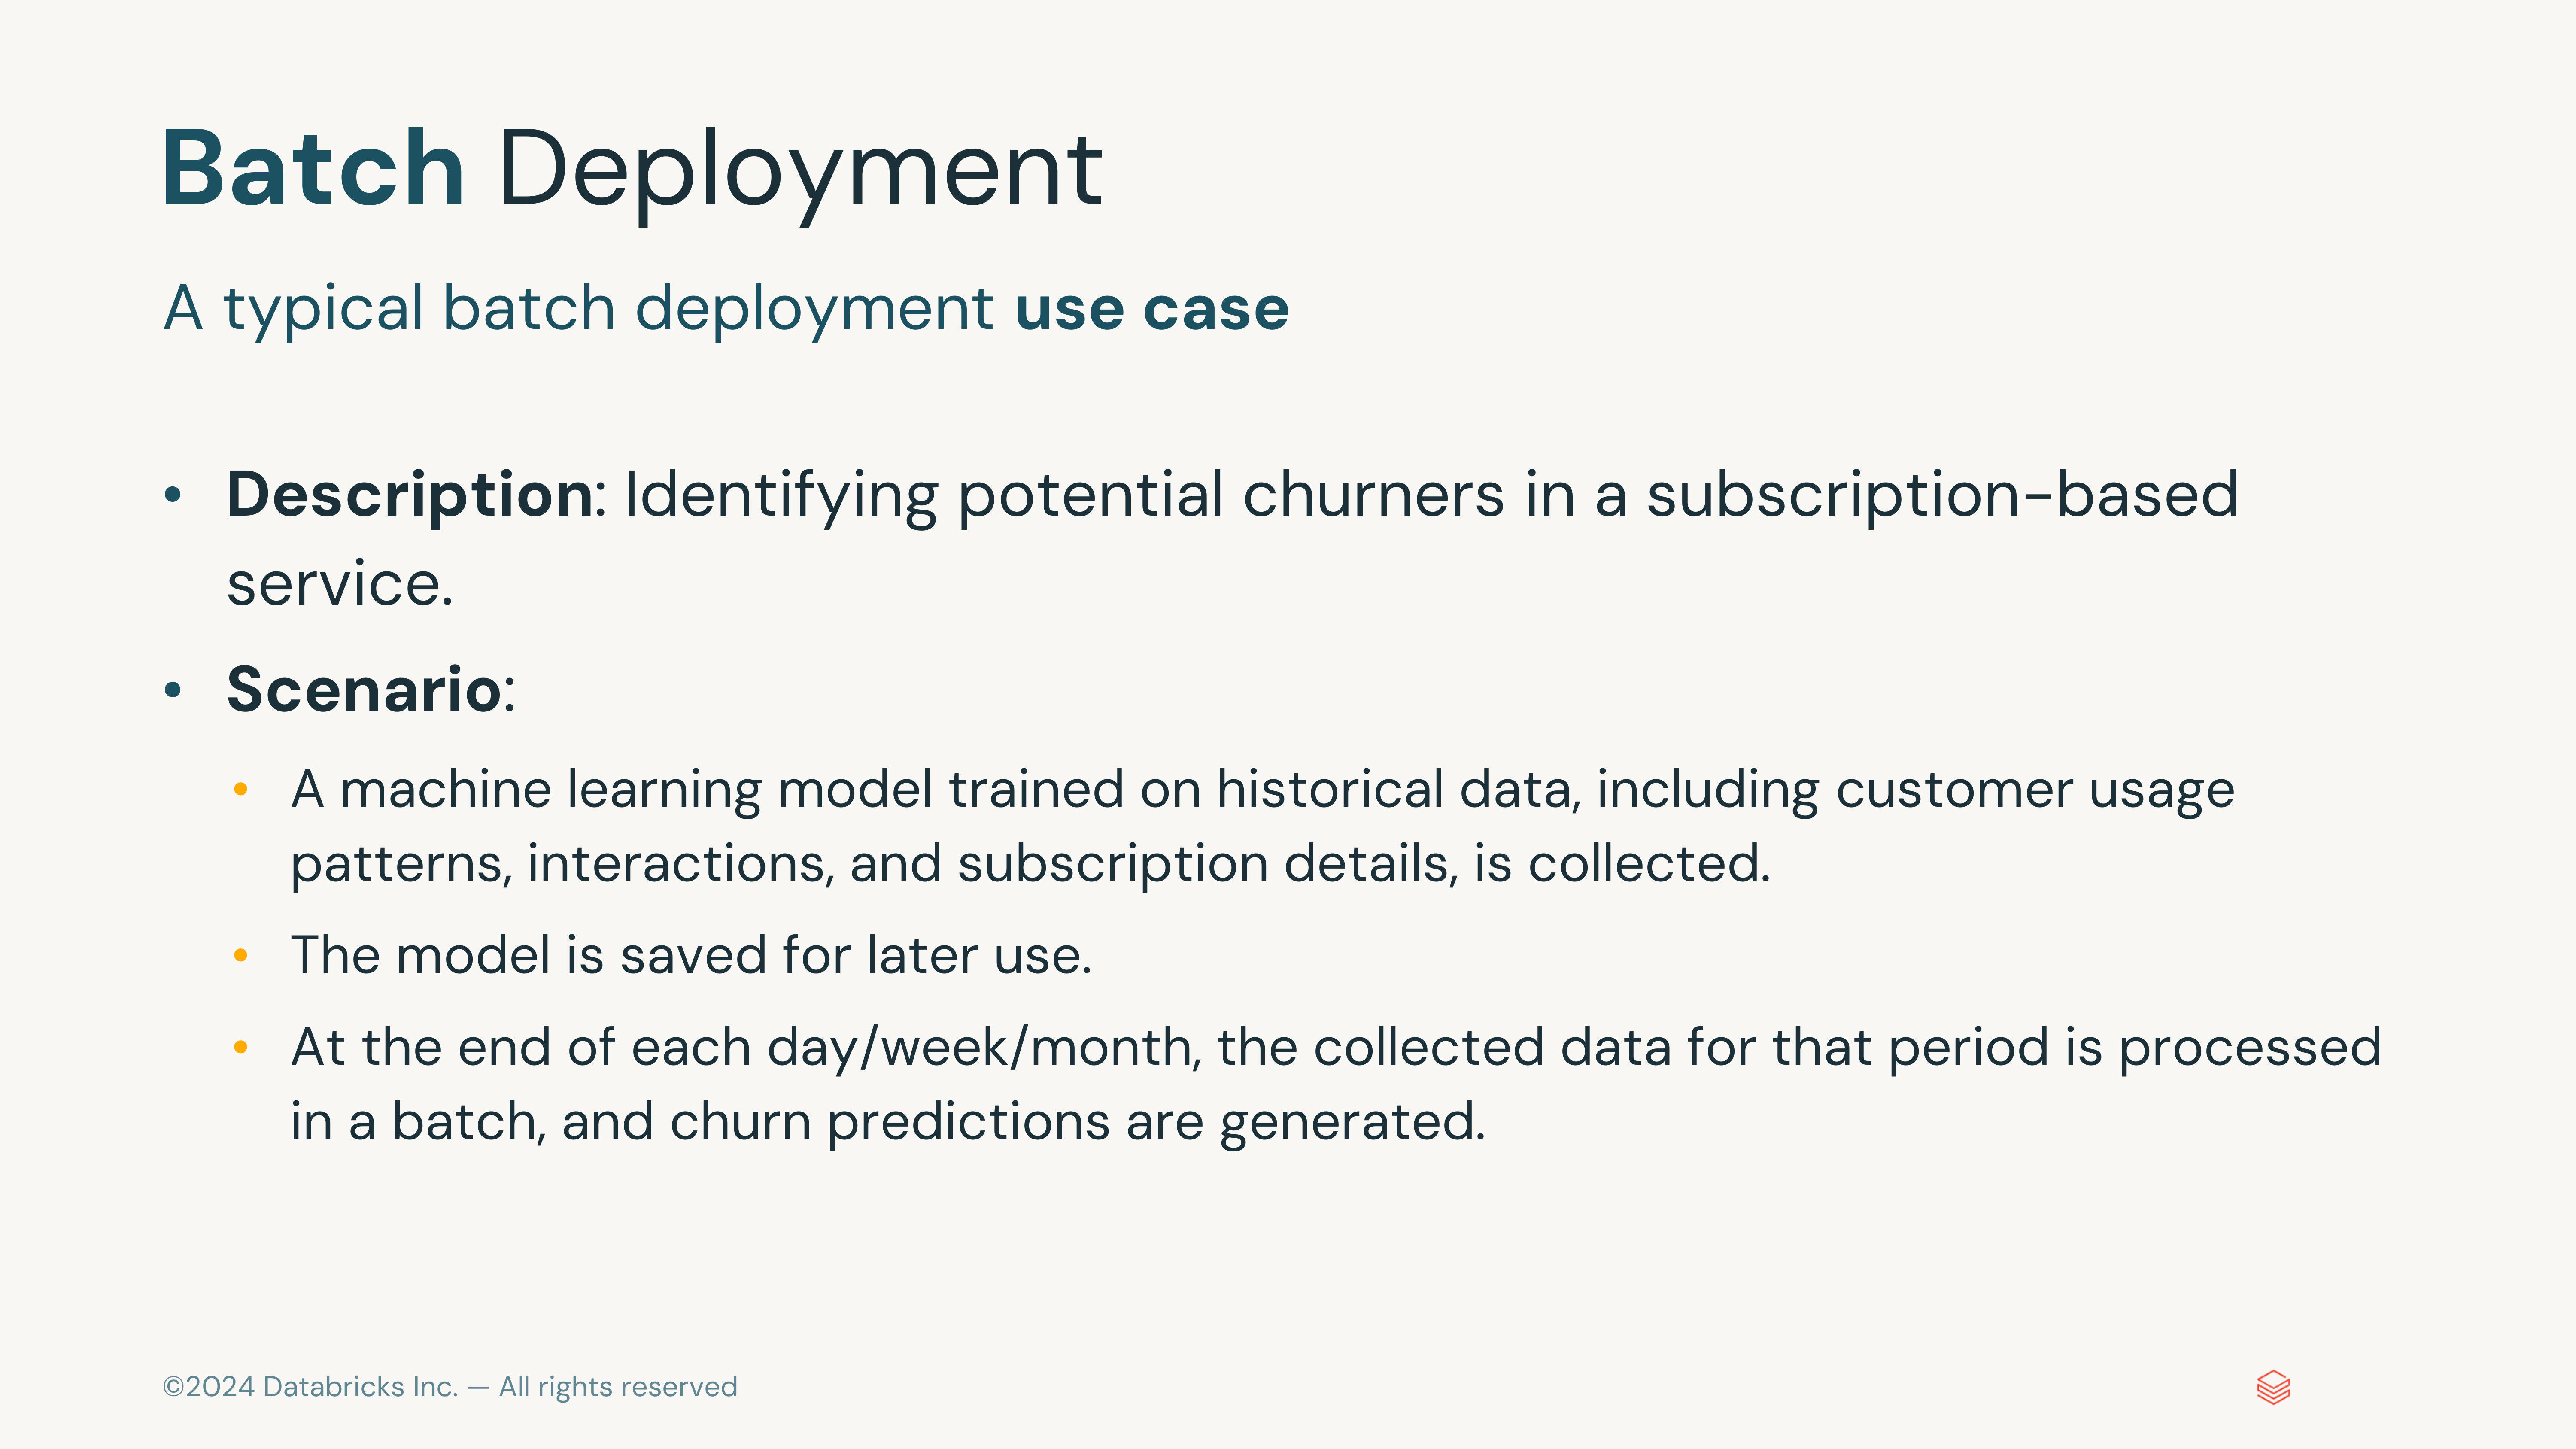 Batch Deployment
A typical batch deployment use case
• Description: Identifying potential churners in a subscription-based
service.
• Scenario:
• A machine learning model trained on historical data, including customer usage
patterns, interactions, and subscription details, is collected.
• The model is saved for later use.
• At the end of each day/week/month, the collected data for that period is processed
in a batch, and churn predictions are generated.
©2024 Databricks Inc. — All rights reserved